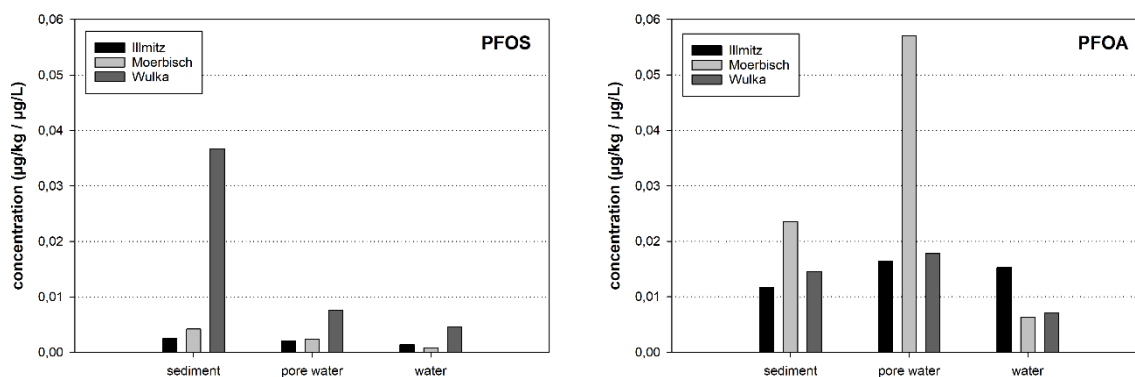 PFOS
Illmitz
Moerbisch
Wulka
concentration (µg/kg / µg/L)
0,06
0,05
0,04
0,03
0,02
0,01
0,00
sediment pore water water
PFOA
Illmitz
Moerbisch
Wulka
concentration (µg/kg / µg/L)
0,06
0,05
0,04
0,03
0,02
0,01
0,00
sediment pore water water